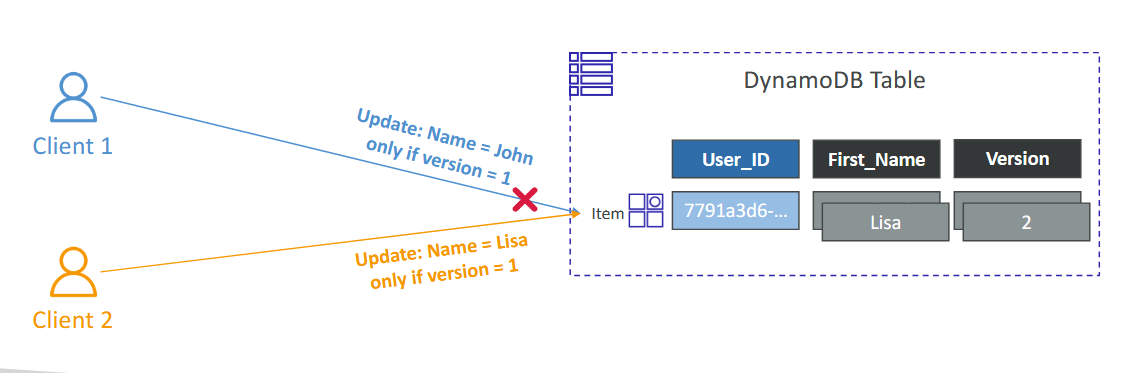 Client 1
Update: Name = John
only if version = 1
Client 2
Update: Name = Lisa
only if version = 1
DynamoDB Table
User_ID First_Name Version
Item 7791a3d6-... Lisa 2